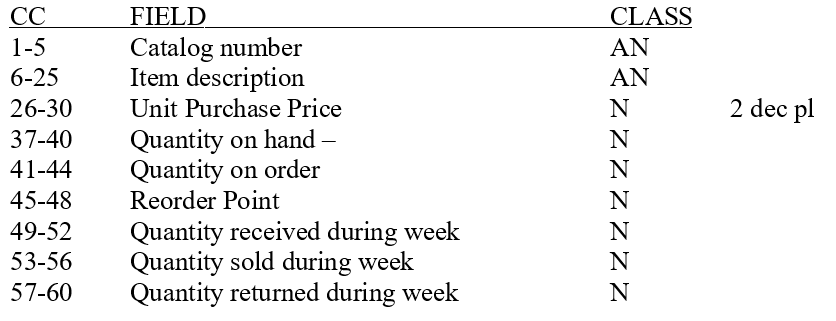 CC FIELD CLASS
1-5 Catalog number AN
6-25 Item description AN
26-30 Unit Purchase Price N 2 dec pl
37-40 Quantity on hand – N
41-44 Quantity on order N
45-48 Reorder Point N
49-52 Quantity received during week N
53-56 Quantity sold during week N
57-60 Quantity returned during week N